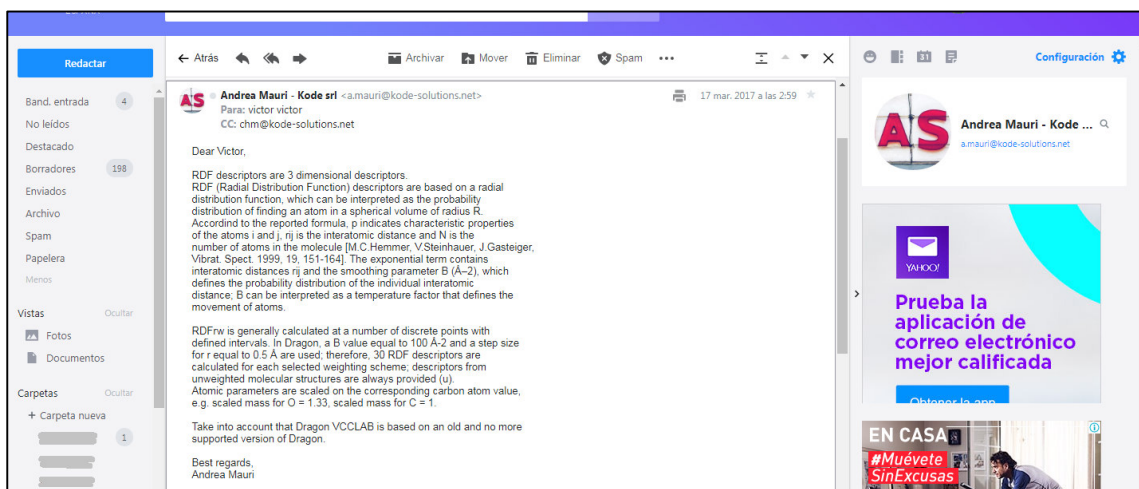 Redactar
Atrás
Archivar
Mover
Eliminar
Spam
Configuración
Band. entrada 4
No leídos
Destacado
Borradores 198
Enviados
Archivo
Spam
Papelera
Menos
Vistas Ocultar
Fotos
Documentos
Carpetas Ocultar
+ Carpeta nueva
1
AS
Andrea Mauri - Kode srl <a.mauri@kode-solutions.net>
17 mar. 2017 a las 2:59
Para: victor victor
CC: chm@kode-solutions.net
Dear Victor,
RDF descriptors are 3 dimensional descriptors.
RDF (Radial Distribution Function) descriptors are based on a radial
distribution function, which can be interpreted as the probability
distribution of finding an atom in a spherical volume of radius R.
Accordind to the reported formula, p indicates characteristic properties
of the atoms i and j, rij is the interatomic distance and N is the
number of atoms in the molecule [M.C.Hemmer, V.Steinhauer, J.Gasteiger,
Vibrat. Spect. 1999, 19, 151-164]. The exponential term contains
interatomic distances rij and the smoothing parameter B (Å–2), which
defines the probability distribution of the individual interatomic
distance; B can be interpreted as a temperature factor that defines the
movement of atoms.
RDFrw is generally calculated at a number of discrete points with
defined intervals. In Dragon, a B value equal to 100 Å-2 and a step size
for r equal to 0.5 Å are used; therefore, 30 RDF descriptors are
calculated for each selected weighting scheme; descriptors from
unweighted molecular structures are always provided (u).
Atomic parameters are scaled on the corresponding carbon atom value,
e.g. scaled mass for O = 1.33, scaled mass for C = 1.
Take into account that Dragon VCCLAB is based on an old and no more
supported version of Dragon.
Best regards,
Andrea Mauri
31
AS
Andrea Mauri - Kode ...
a.mauri@kode-solutions.net
YAHOO!
Prueba la
aplicación de
correo electrónico
mejor calificada
Obtener la app
EN CASA
#Muévete
SinExcusas